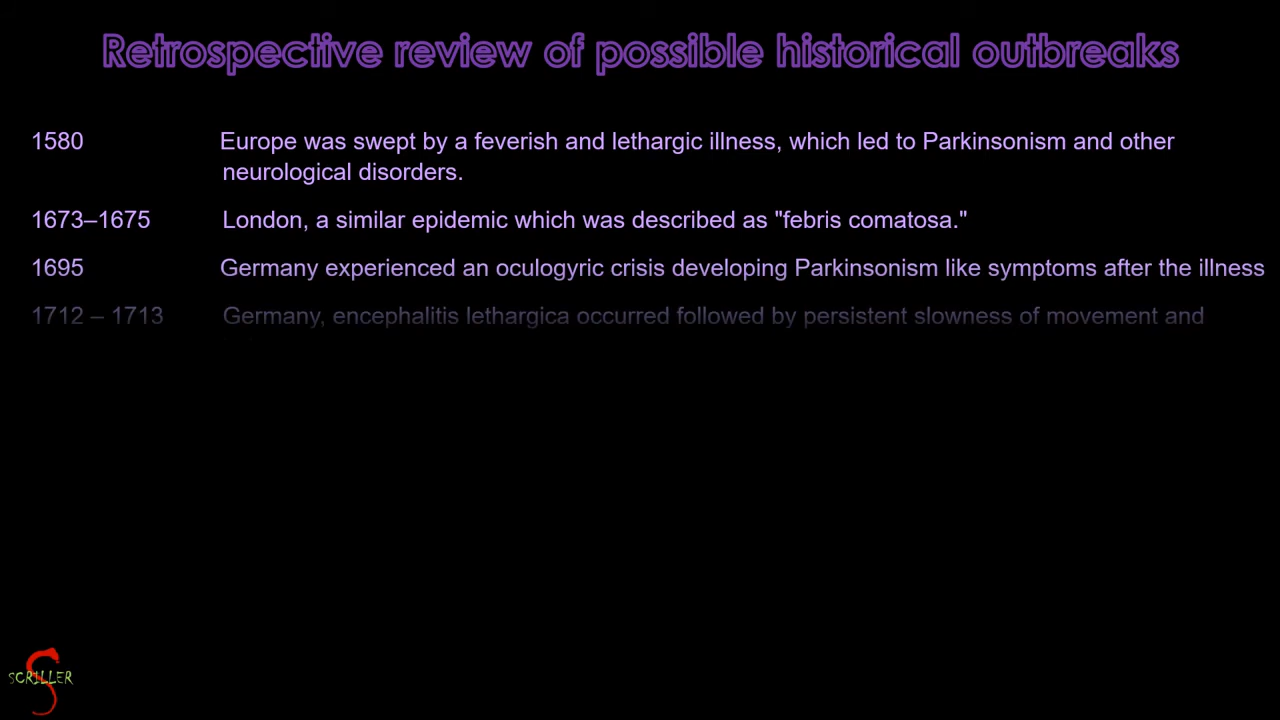 Retrospective review of possible historical outbreaks
1580 Europe was swept by a feverish and lethargic illness, which led to Parkinsonism and other
neurological disorders.
1673–1675 London, a similar epidemic which was described as "febris comatosa."
1695 Germany experienced an oculogyric crisis developing Parkinsonism like symptoms after the illness
1712 – 1713 Germany, encephalitis lethargica occurred followed by persistent slowness of movement and
SCRILLER